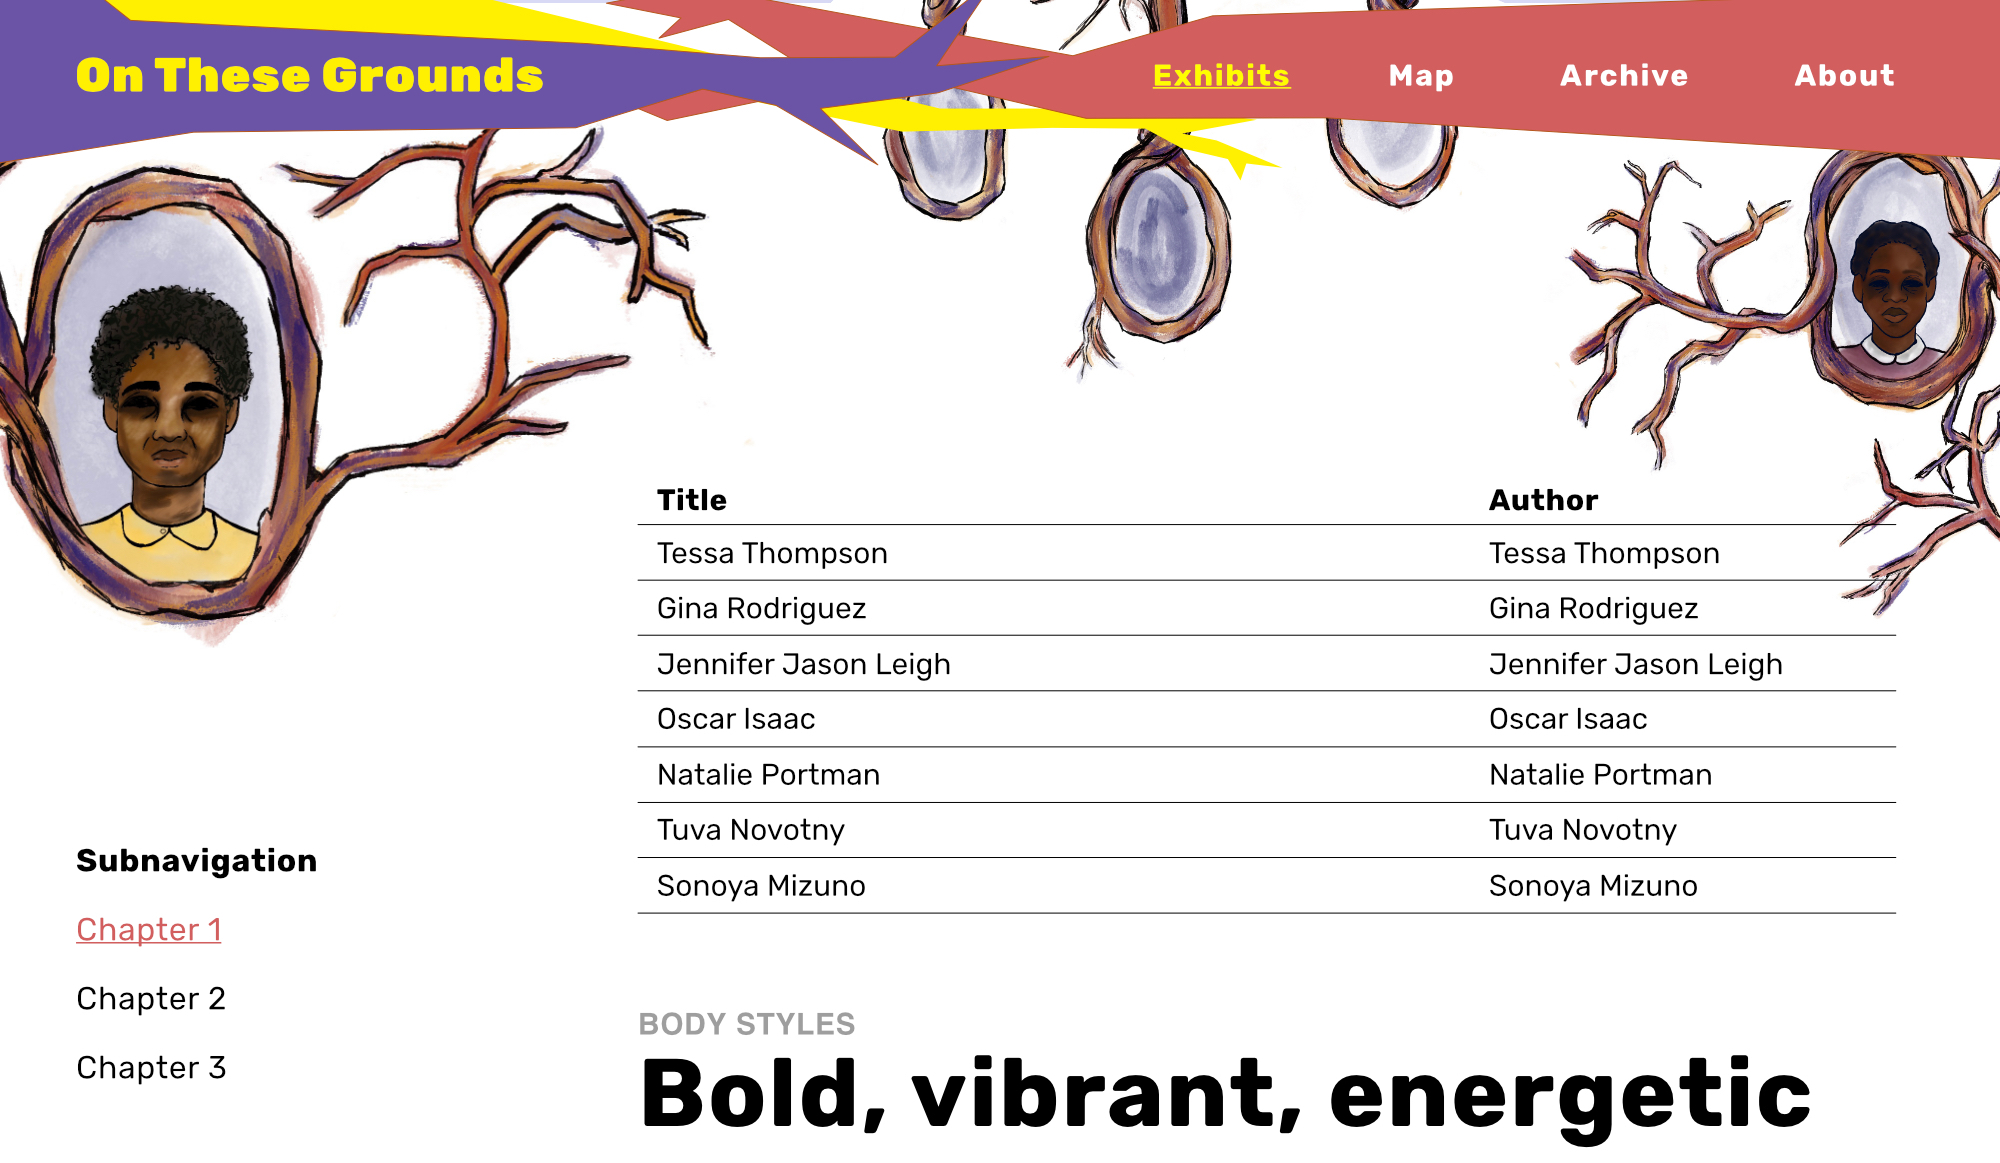 On These Grounds
Exhibits Map Archive About
Title Author
Tessa Thompson Tessa Thompson
Gina Rodriguez Gina Rodriguez
Jennifer Jason Leigh Jennifer Jason Leigh
Oscar Isaac Oscar Isaac
Natalie Portman Natalie Portman
Tuva Novotny Tuva Novotny
Sonoya Mizuno Sonoya Mizuno
Subnavigation
Chapter 1
Chapter 2
Chapter 3
BODY STYLES
Bold, vibrant, energetic